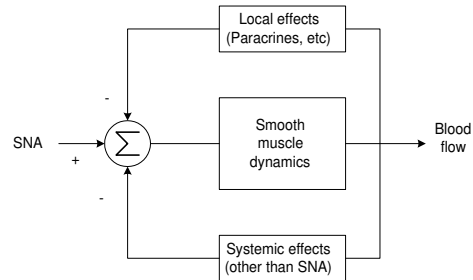 Local effects
(Paracrines, etc)
-
SNA
+
Σ
Smooth
muscle
dynamics
Blood
flow
-
Systemic effects
(other than SNA)